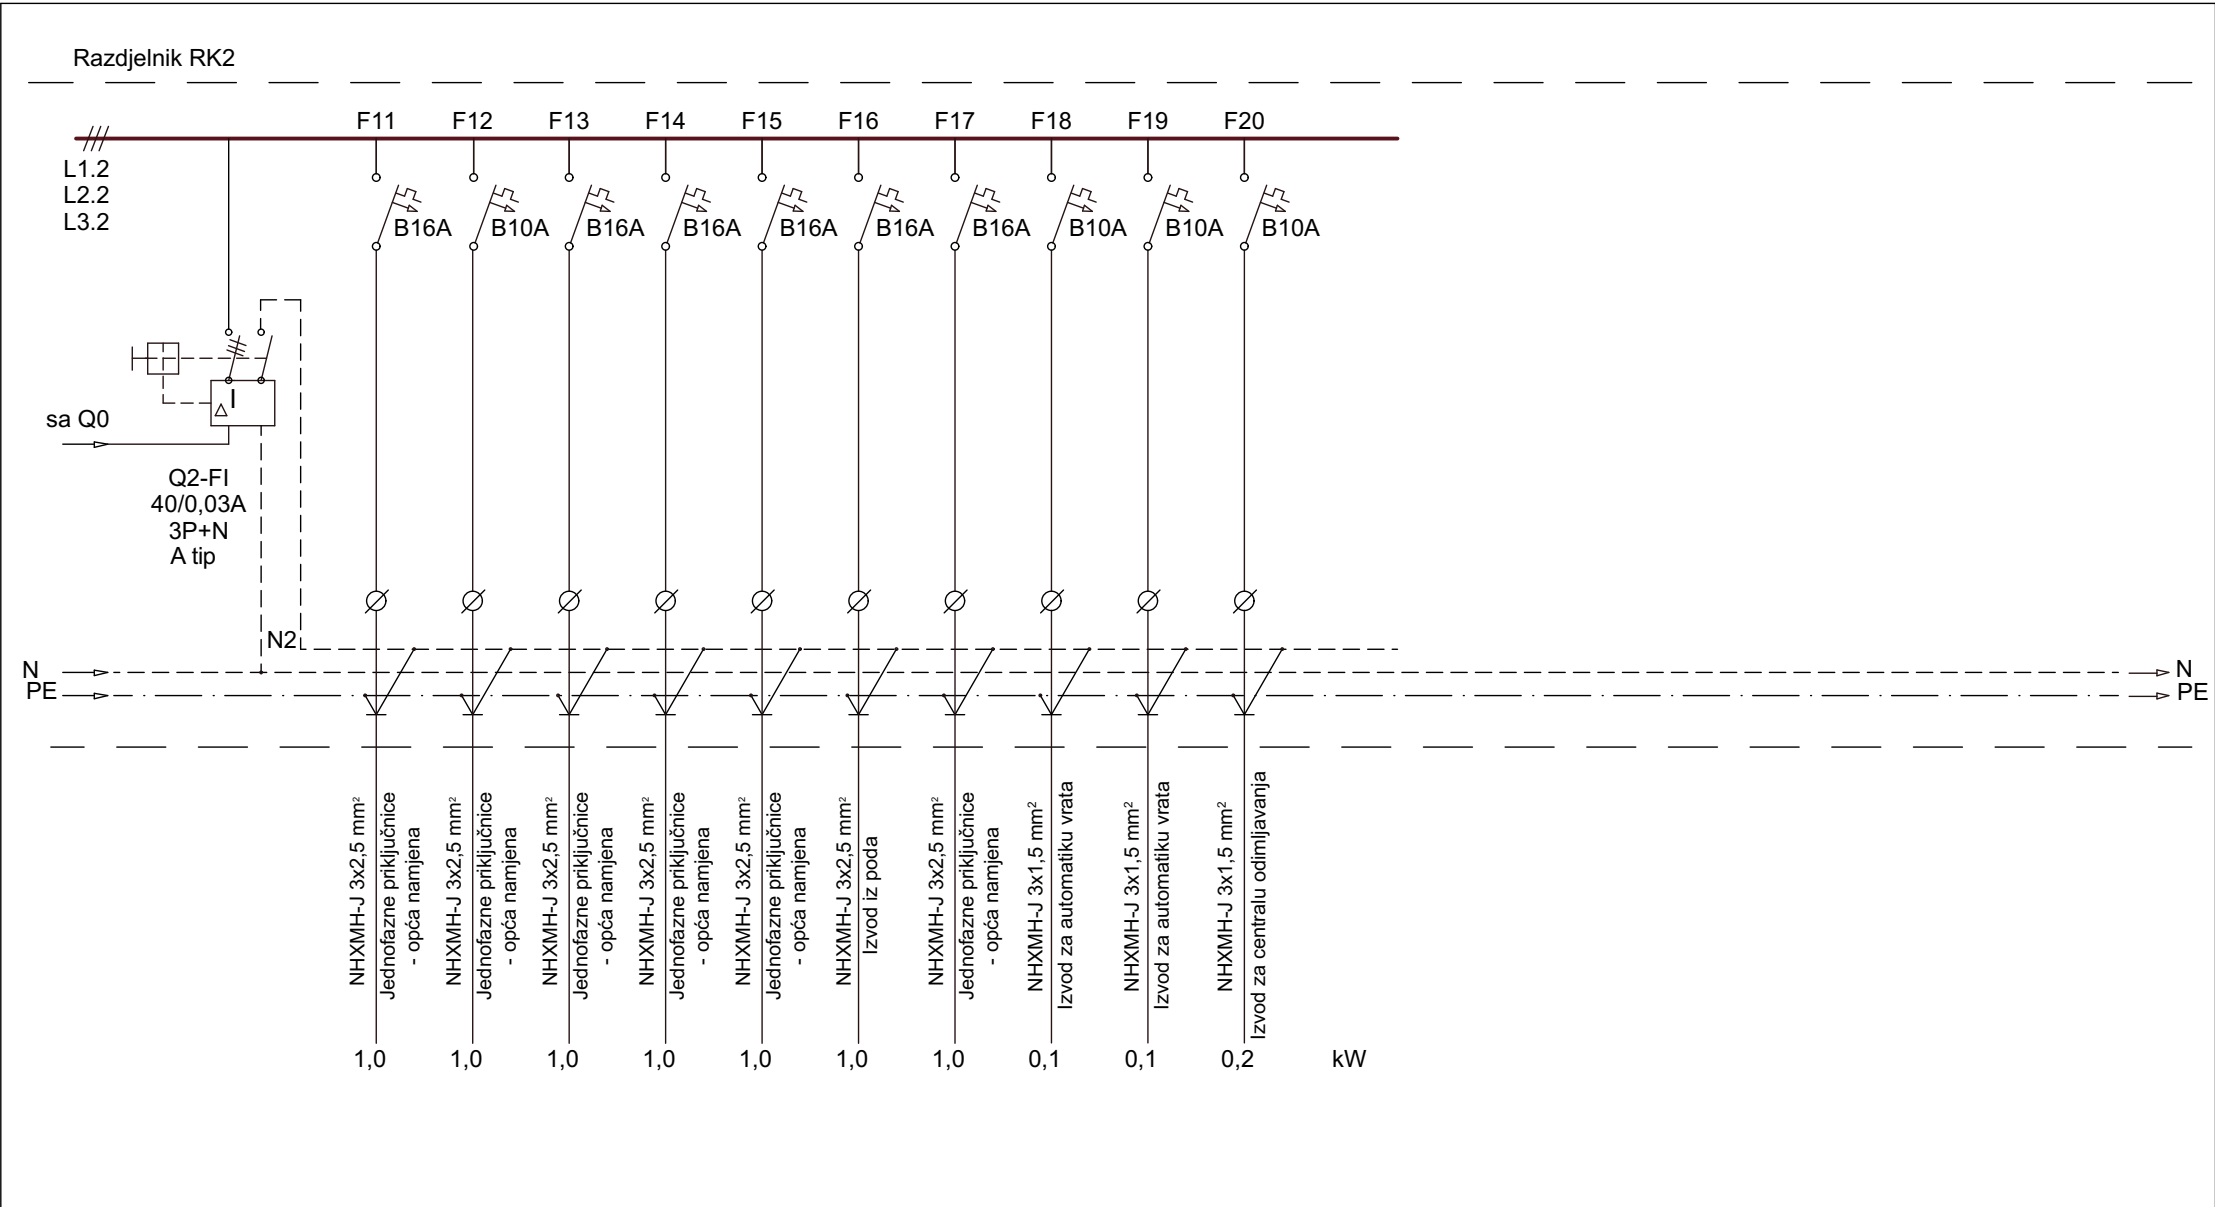 Razdjelnik RK2
F11 F12 F13 F14 F15 F16 F17 F18 F19 F20
L1.2
L2.2
L3.2
B16A B10A B16A B16A B16A B16A B16A B10A B10A B10A
I
sa Q0
Q2-FI
40/0,03A
3P+N
A tip
N2
N N
PE PE
NHXMH-J 3x2,5 mm²
Jednofazne priključnice
- opća namjena
NHXMH-J 3x2,5 mm²
Jednofazne priključnice
- opća namjena
NHXMH-J 3x2,5 mm²
Jednofazne priključnice
- opća namjena
NHXMH-J 3x2,5 mm²
Jednofazne priključnice
- opća namjena
NHXMH-J 3x2,5 mm²
Jednofazne priključnice
- opća namjena
NHXMH-J 3x2,5 mm²
Izvod iz poda
NHXMH-J 3x2,5 mm²
Jednofazne priključnice
- opća namjena
NHXMH-J 3x1,5 mm²
Izvod za automatiku vrata
NHXMH-J 3x1,5 mm²
Izvod za automatiku vrata
NHXMH-J 3x1,5 mm²
Izvod za centralu odimljavanja
1,0 1,0 1,0 1,0 1,0 1,0 1,0 0,1 0,1 0,2 kW